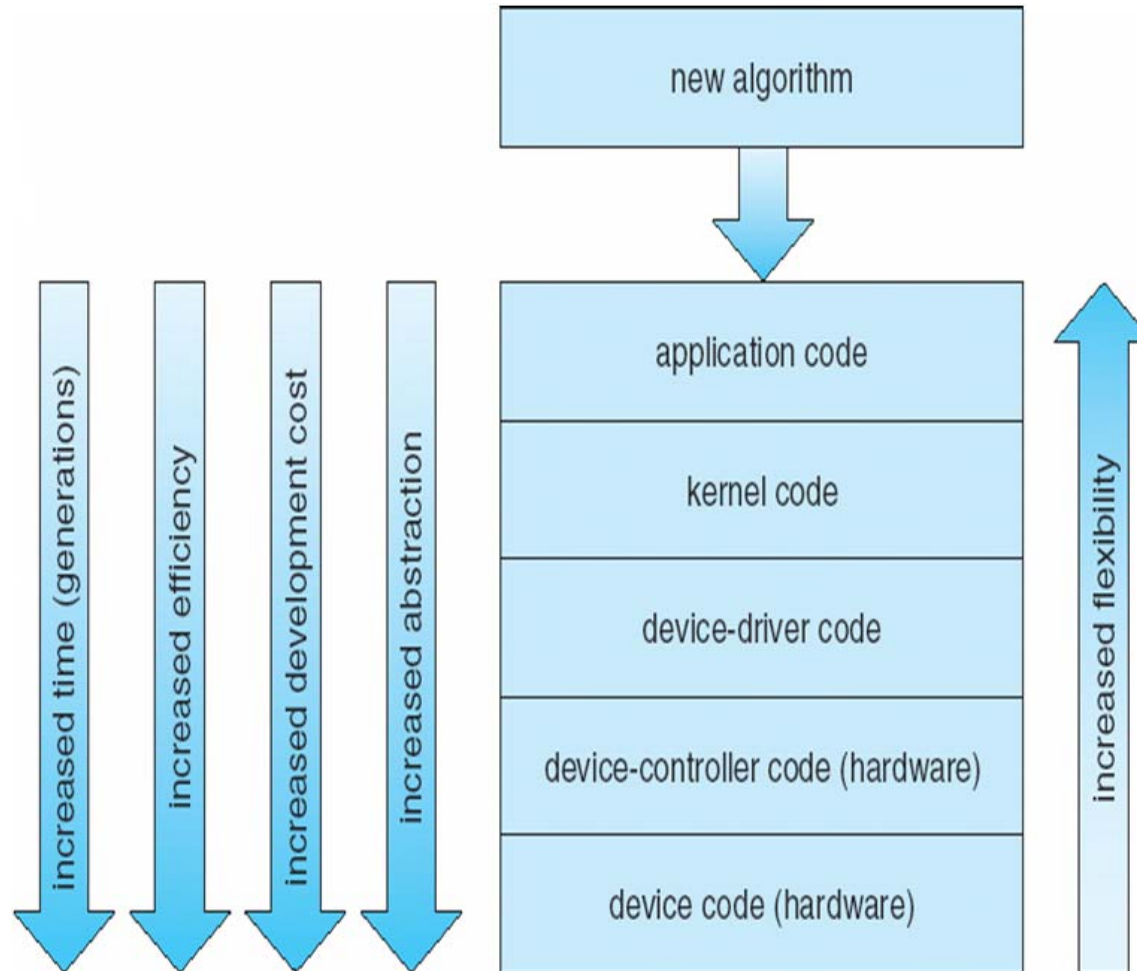 new algorithm
increased time (generations)
increased efficiency
increased development cost
increased abstraction
application code
kernel code
device-driver code
device-controller code (hardware)
device code (hardware)
increased flexibility